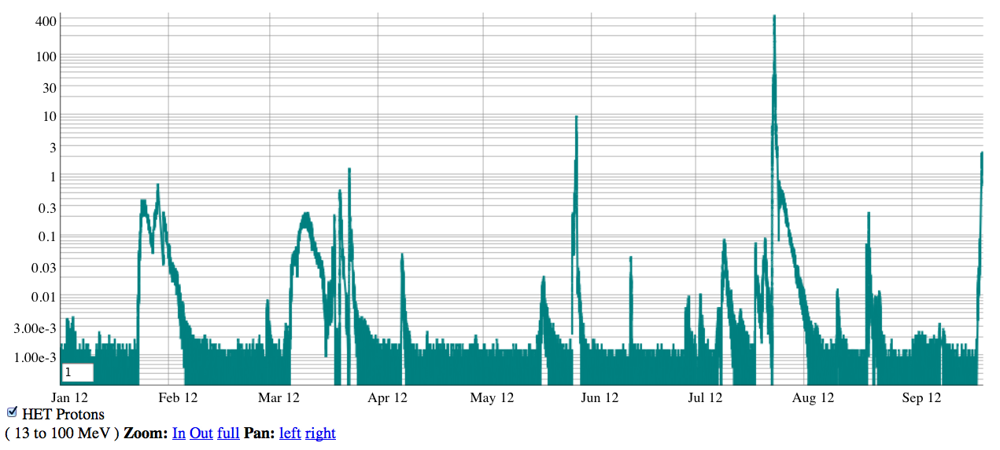 400
100
30
10
3
1
0.3
0.1
0.03
0.01
3.00e-3
1.00e-3
1
Jan 12 Feb 12 Mar 12 Apr 12 May 12 Jun 12 Jul 12 Aug 12 Sep 12
HET Protons
( 13 to 100 MeV ) Zoom: In Out full Pan: left right